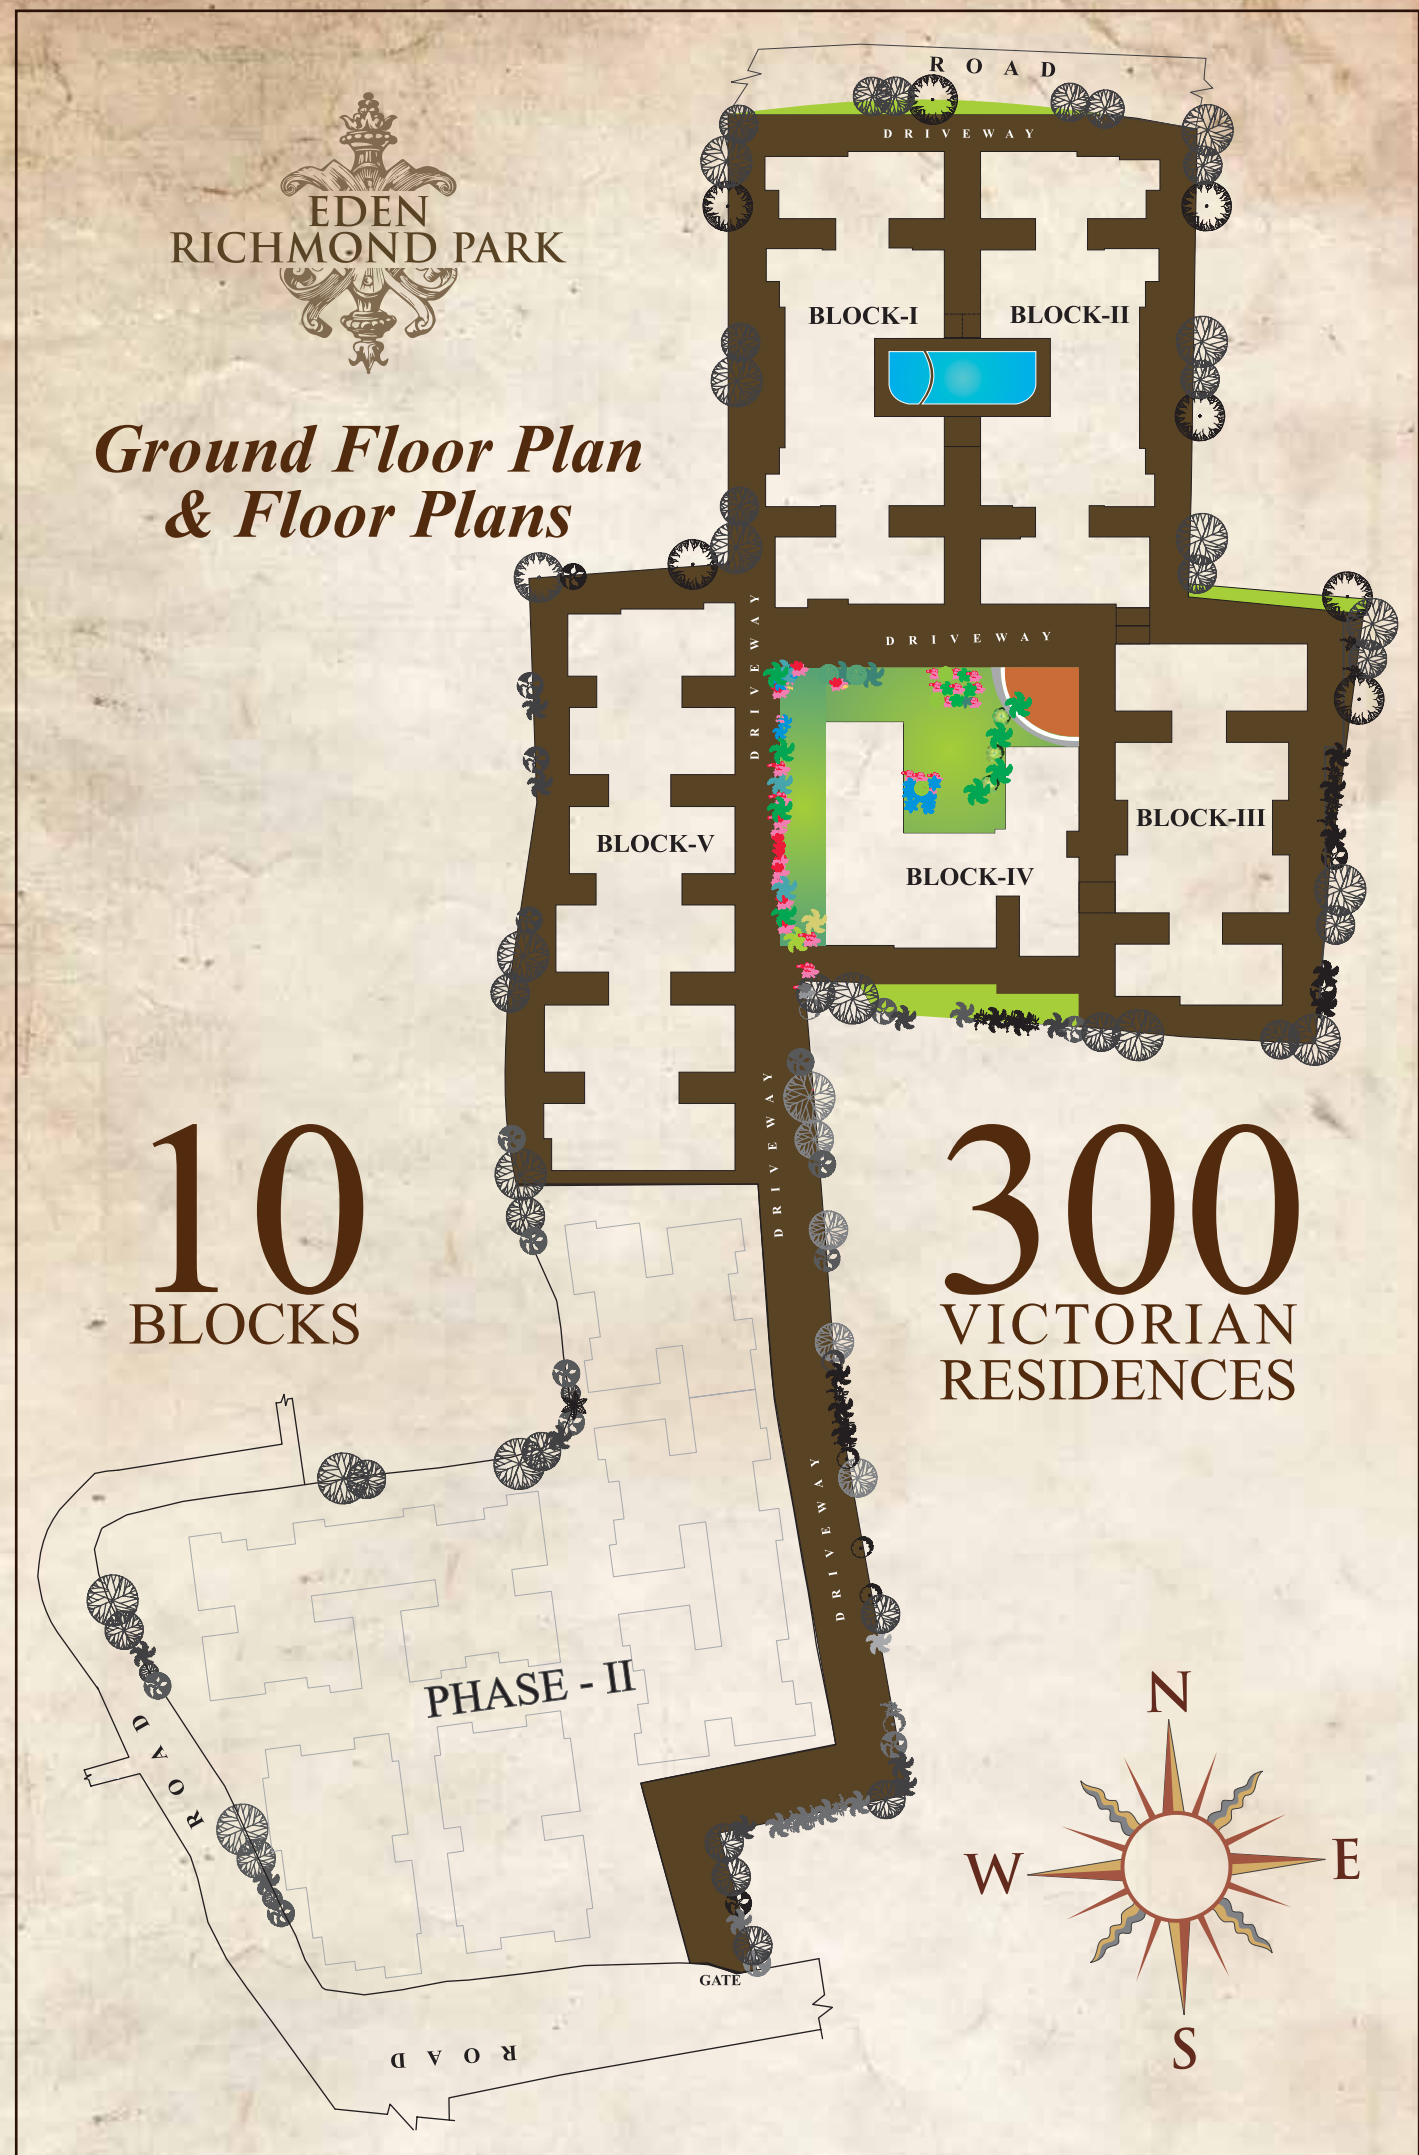 ROAD
DRIVEWAY
EDEN
RICHMOND PARK
BLOCK-I
BLOCK-II
Ground Floor Plan
& Floor Plans
DRIVEWAY
DRIVEWAY
BLOCK-III
BLOCK-V
BLOCK-IV
DRIVEWAY
10
BLOCKS
300
VICTORIAN
RESIDENCES
DRIVEWAY
PHASE - II
ROAD
N
W
E
S
GATE
ROAD